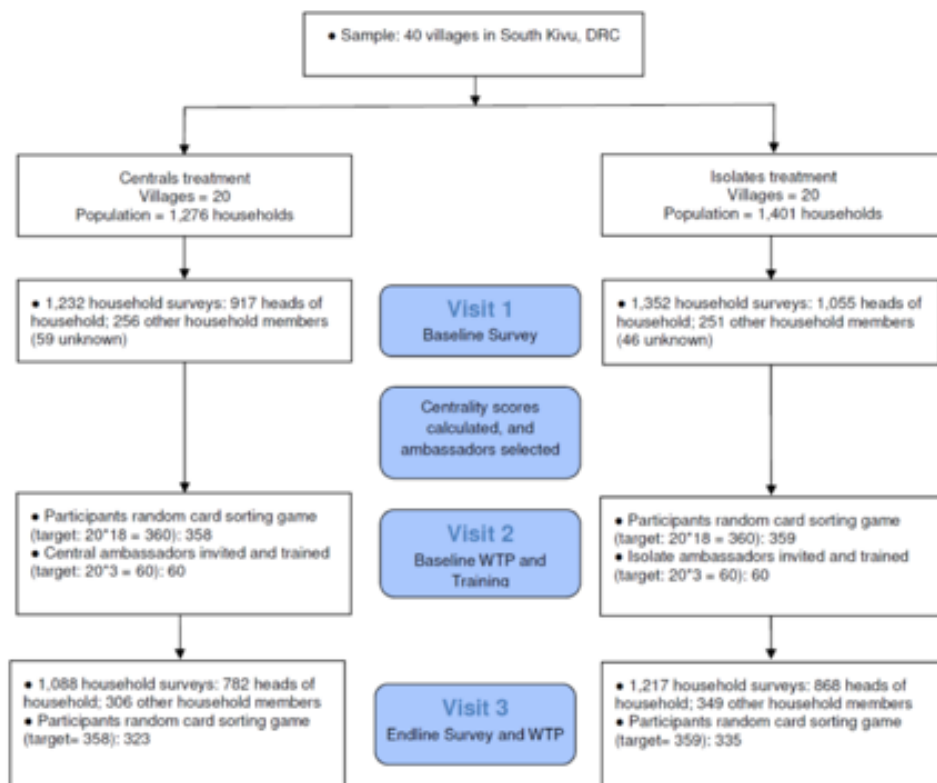 ● Sample: 40 villages in South Kivu, DRC
Centrals treatment
Villages = 20
Population = 1,276 households
Isolates treatment
Villages = 20
Population = 1,401 households
● 1,232 household surveys: 917 heads of
household; 256 other household members
(59 unknown)
Visit 1
Baseline Survey
● 1,352 household surveys: 1,055 heads of
household; 251 other household members
(46 unknown)
Centrality scores
calculated, and
ambassadors selected
● Participants random card sorting game
(target: 20*18 = 360): 358
● Central ambassadors invited and trained
(target: 20*3 = 60): 60
Visit 2
Baseline WTP and
Training
● Participants random card sorting game
(target: 20*18 = 360): 359
● Isolate ambassadors invited and trained
(target: 20*3 = 60): 60
● 1,088 household surveys: 782 heads of
household; 306 other household members
● Participants random card sorting game
(target= 358): 323
Visit 3
Endline Survey and WTP
● 1,217 household surveys: 868 heads of
household; 349 other household members
● Participants random card sorting game
(target= 359): 335